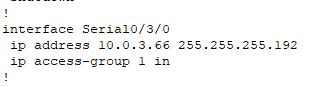 !
interface Serial0/3/0
ip address 10.0.3.66 255.255.255.192
ip access-group 1 in
!